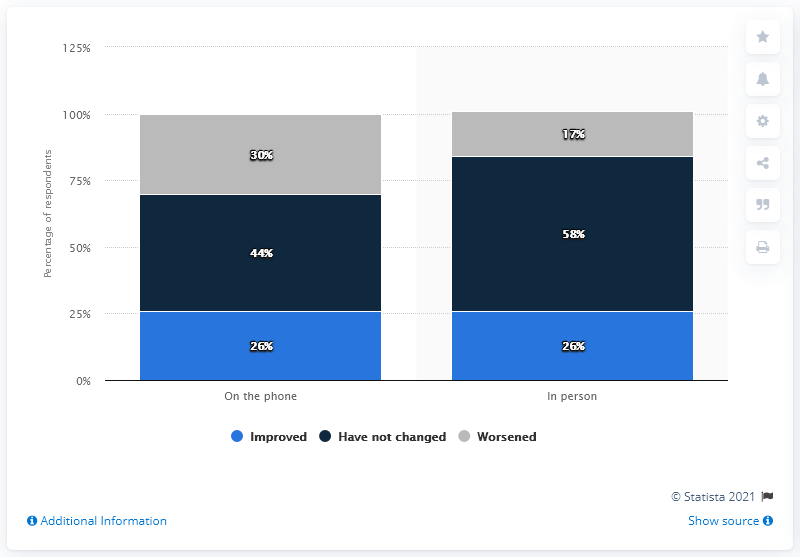 125%
100%
75%
50%
25%
0%
Percentage of respondents
30%
44%
26%
17%
58%
26%
On the phone
In person
Improved
Have not changed
Worsened
© Statista 2021
Additional Information
Show source